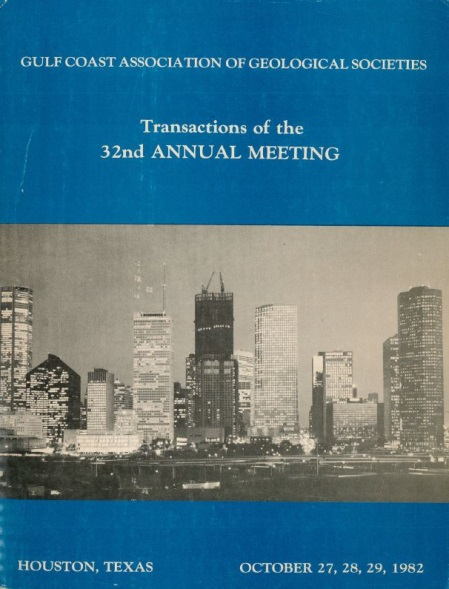 GULF COAST ASSOCIATION OF GEOLOGICAL SOCIETIES
Transactions of the
32nd ANNUAL MEETING
HOUSTON, TEXAS
OCTOBER 27, 28, 29, 1982